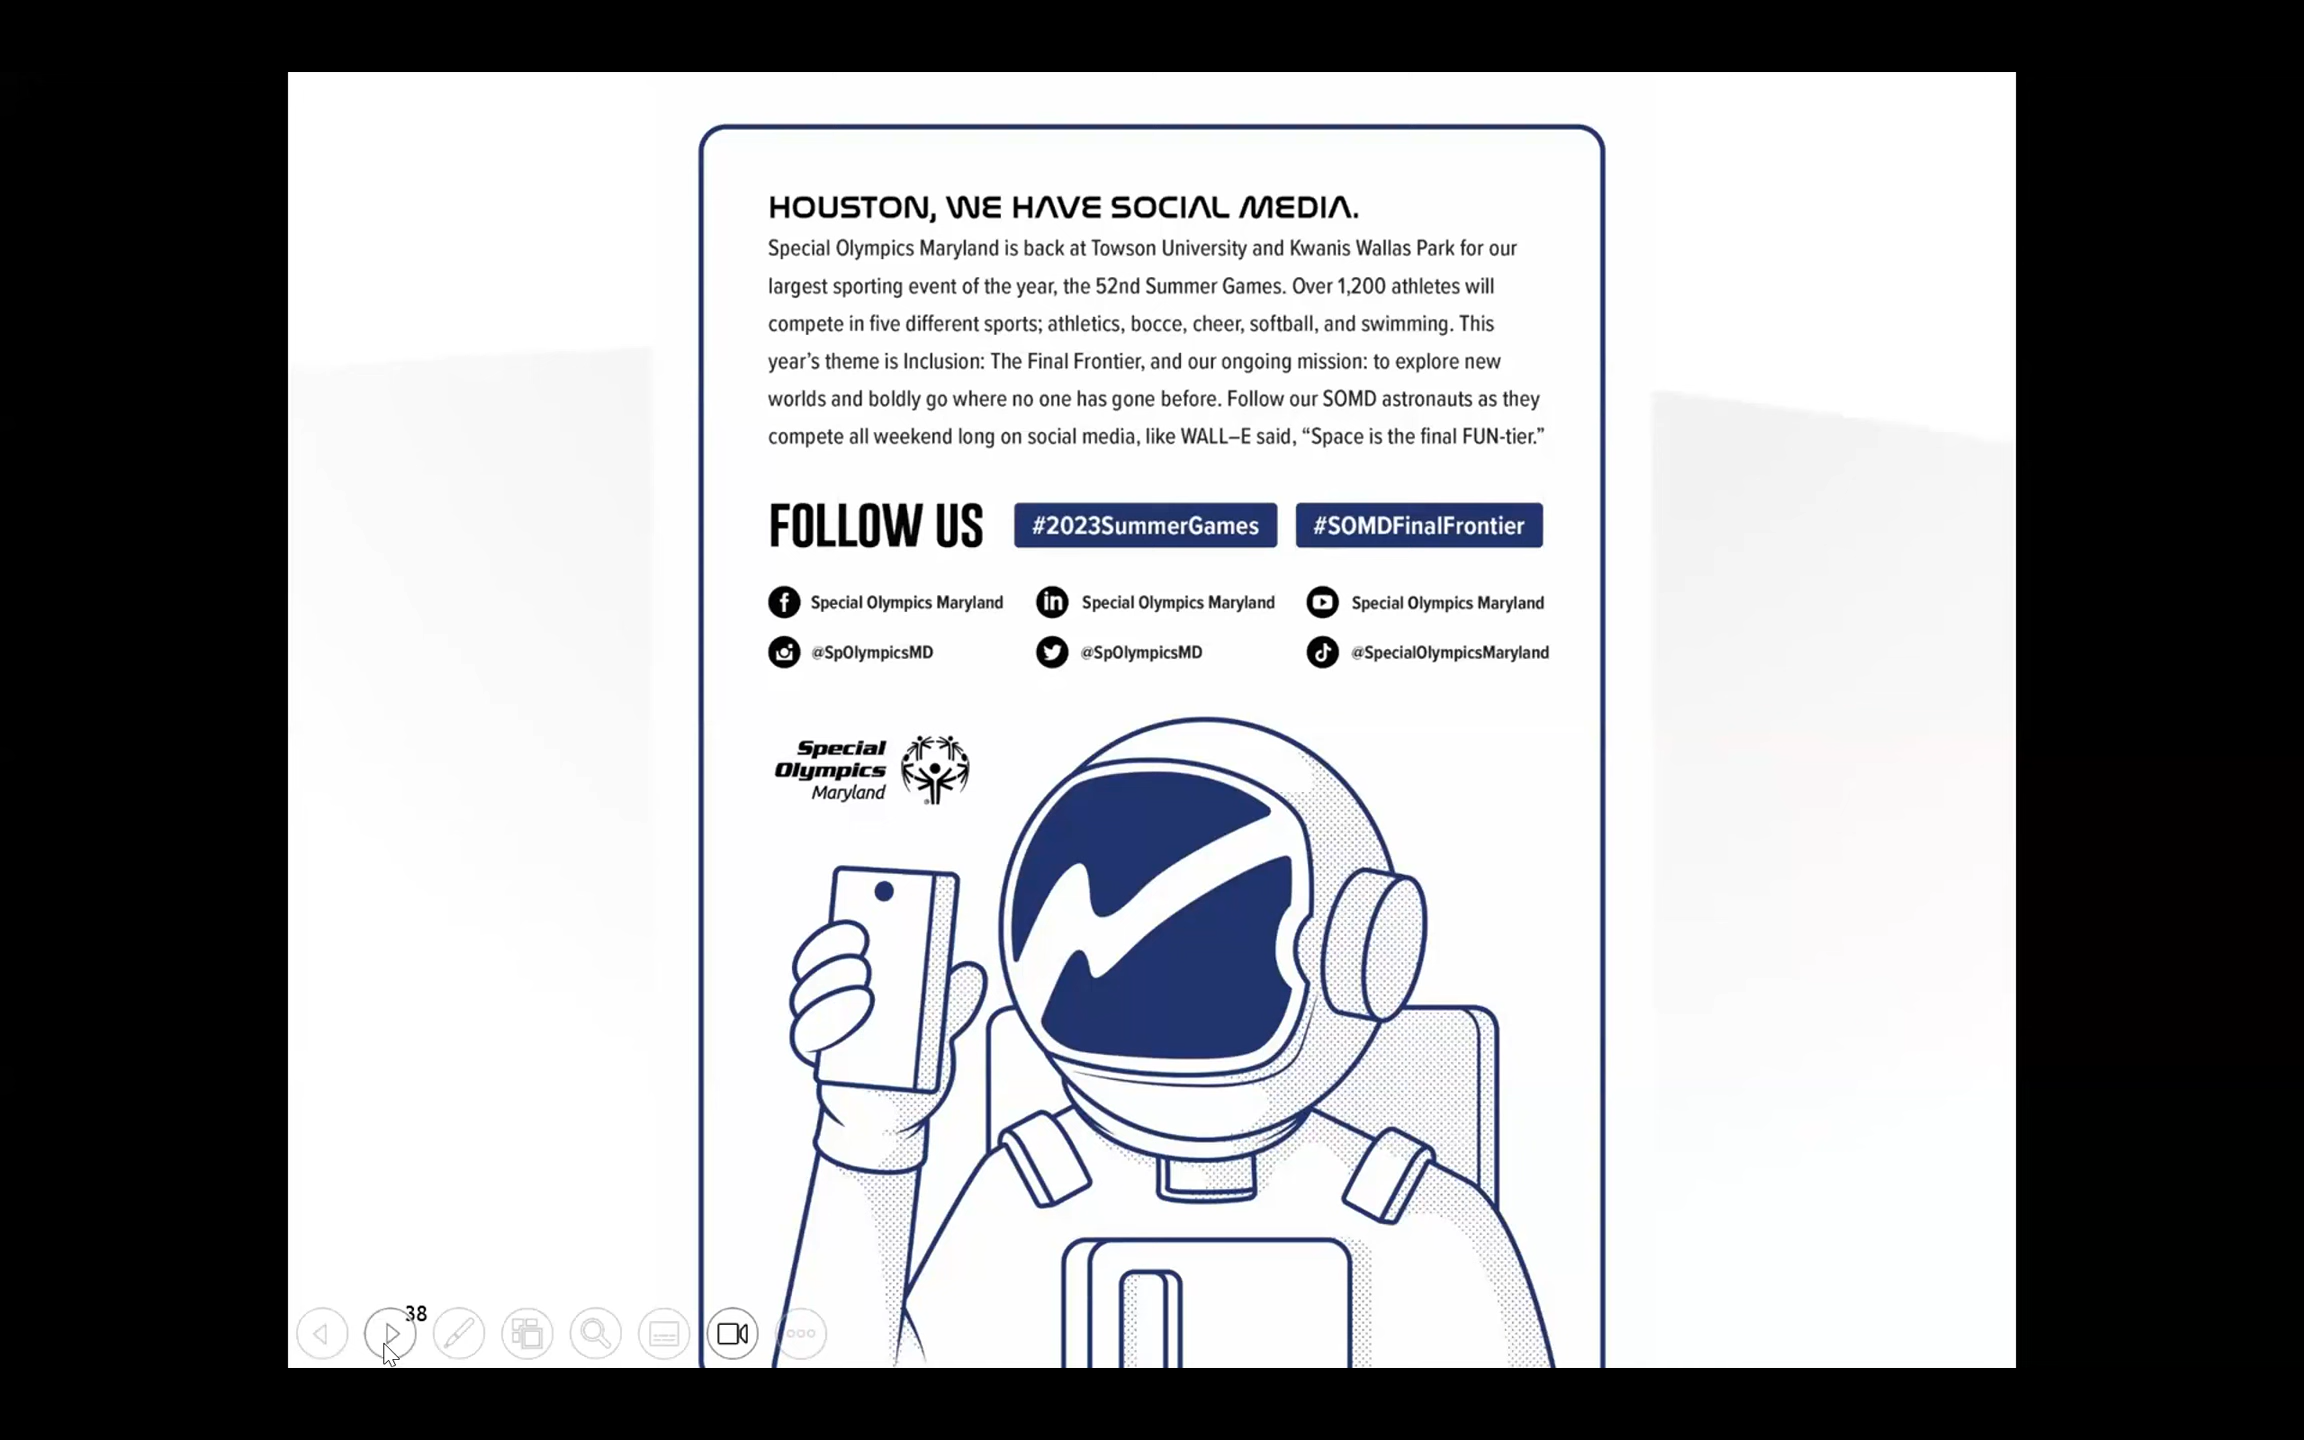 HOUSTON, WE HAVE SOCIAL MEDIA.
Special Olympics Maryland is back at Towson University and Kwanis Wallas Park for our
largest sporting event of the year, the 52nd Summer Games. Over 1,200 athletes will
compete in five different sports; athletics, bocce, cheer, softball, and swimming. This
year’s theme is Inclusion: The Final Frontier, and our ongoing mission: to explore new
worlds and boldly go where no one has gone before. Follow our SOMD astronauts as they
compete all weekend long on social media, like WALL–E said, “Space is the final FUN-tier.”
FOLLOW US #2023SummerGames #SOMDFinalFrontier
Special Olympics Maryland Special Olympics Maryland Special Olympics Maryland
@SpOlympicsMD @SpOlympicsMD @SpecialOlympicsMaryland
Special
Olympics
Maryland
38